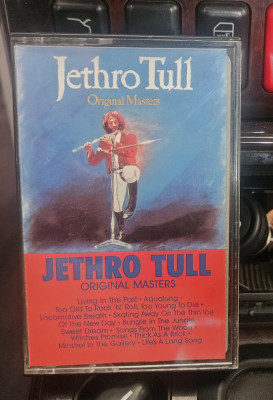 Jethro Tull
Original Masters
JETHRO TULL
ORIGINAL MASTERS
Living In The Past • Aqualung •
Too Old To Rock 'N' Roll, Too Young To Die •
Locomotive Breath • Skating Away On The Thin Ice
Of The New Day • Bungle In The Jungle •
Sweet Dream • Songs From The Wood •
Witches Promise • Thick As A Brick •
Minstrel In The Gallery • Life's A Long Song